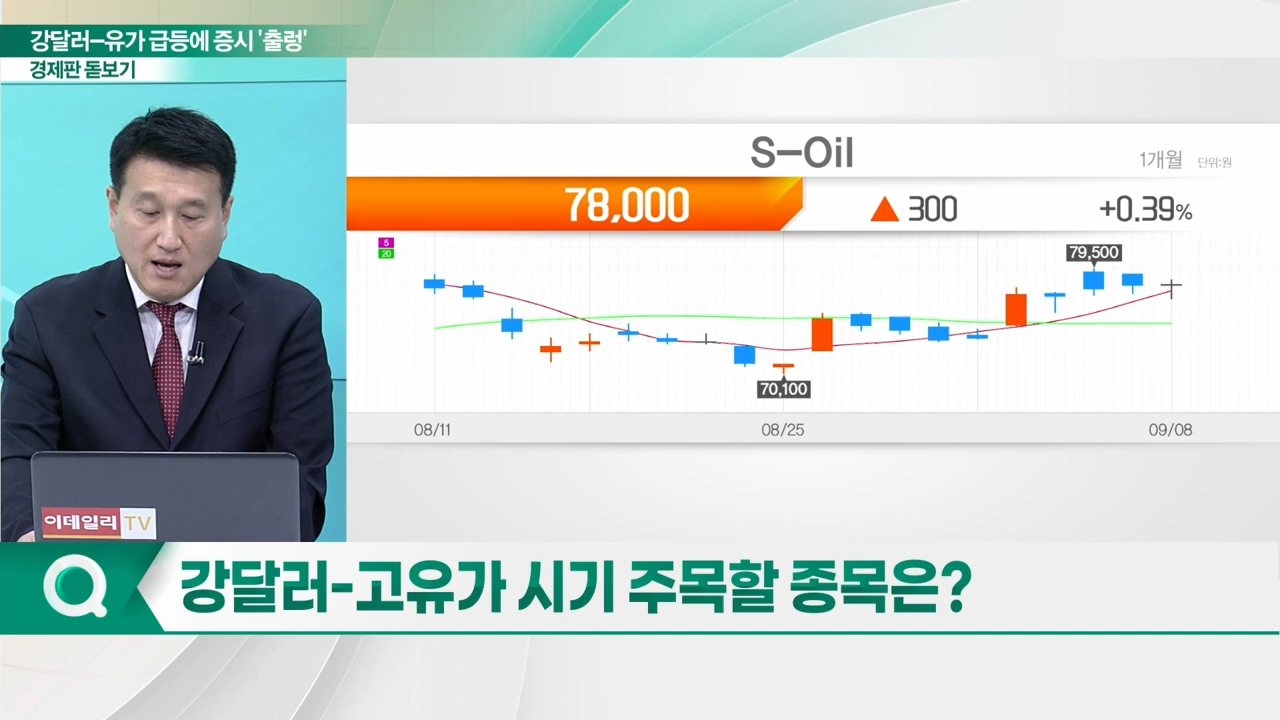 강달러-유가 급등에 증시 '출렁'
경제판 돋보기
S-Oil
1개월 단위:원
78,000 ▲ 300 +0.39%
5
20
79,500
70,100
08/11 08/25 09/08
이데일리 TV
강달러-고유가 시기 주목할 종목은?